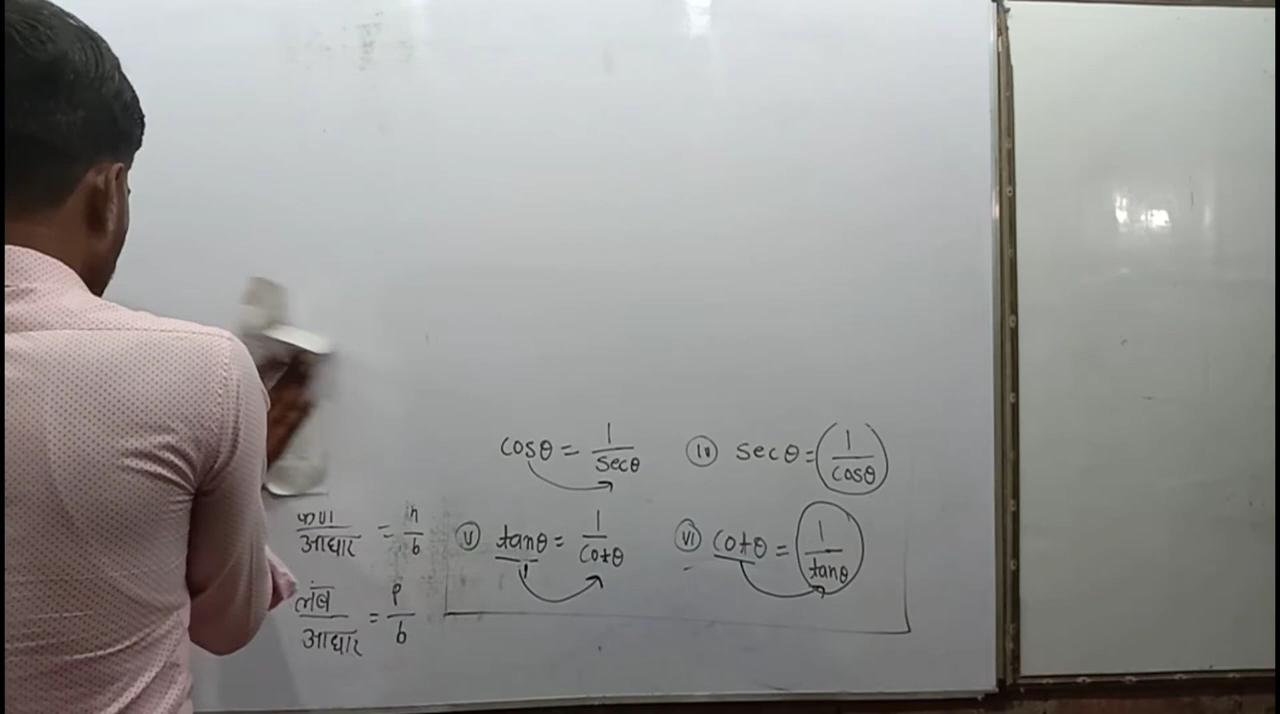 cosθ = 1/secθ (iv) secθ = (1/cosθ)
कर्ण/आधार = h/b (v) tanθ = 1/cotθ (vi) cotθ = 1/tanθ
लंब/आधार = p/b